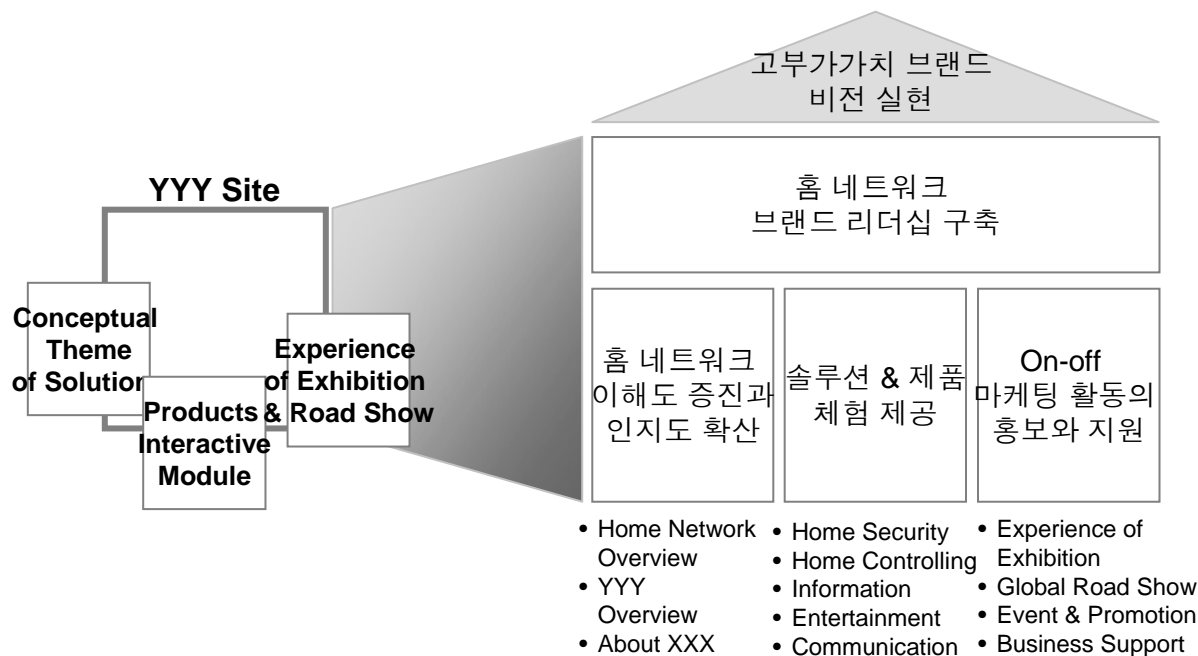 고부가가치 브랜드
비전 실현
YYY Site
홈 네트워크
브랜드 리더십 구축
Conceptual
Theme
of Solution
Products
Interactive
Module
Experience
of Exhibition
& Road Show
홈 네트워크
이해도 증진과
인지도 확산
솔루션 & 제품
체험 제공
On-off
마케팅 활동의
홍보와 지원
• Home Network
Overview
• YYY
Overview
• About XXX
• Home Security
• Home Controlling
• Information
• Entertainment
• Communication
• Experience of
Exhibition
• Global Road Show
• Event & Promotion
• Business Support